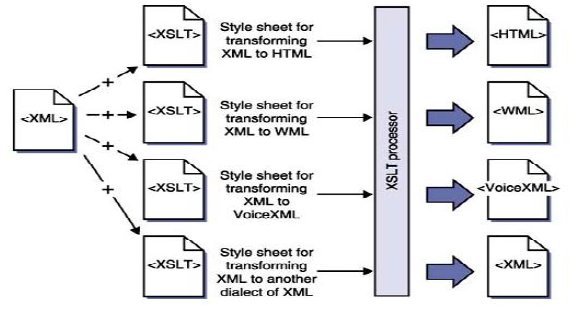 <XML>
+
+
+
+
<XSLT>
Style sheet for
transforming
XML to HTML
<XSLT>
Style sheet for
transforming
XML to WML
<XSLT>
Style sheet for
transforming
XML to
VoiceXML
<XSLT>
Style sheet for
transforming
XML to another
dialect of XML
XSLT processor
<HTML>
<WML>
<VoiceXML>
<XML>